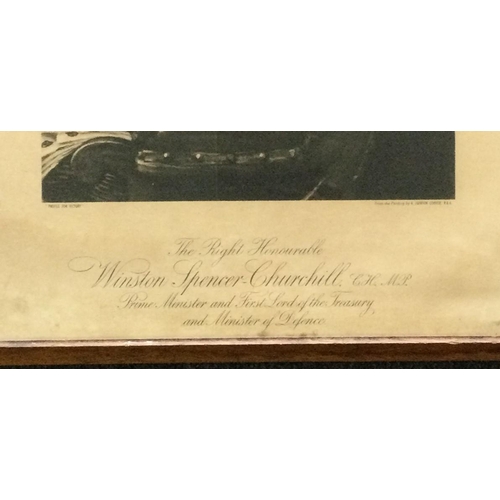 The Right Honourable
Winston Spencer-Churchill, C.H., M.P.
Prime Minister and First Lord of the Treasury
and Minister of Defence